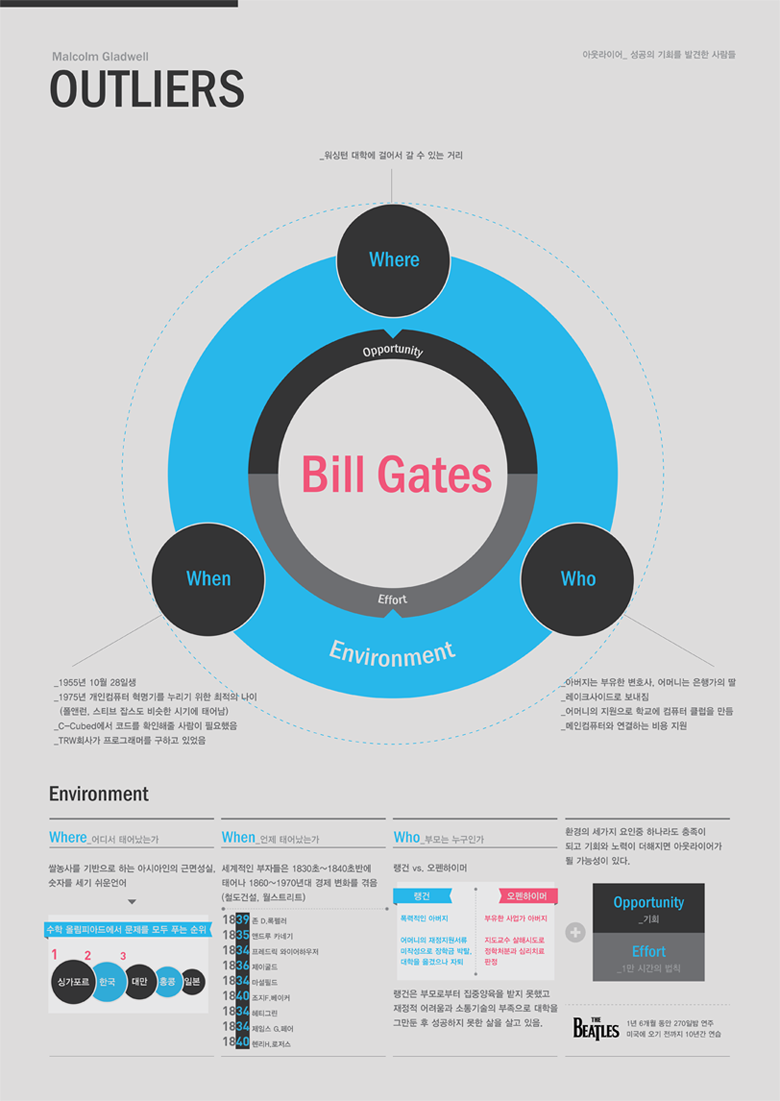 Malcolm Gladwell
OUTLIERS
아웃라이어_ 성공의 기회를 발견한 사람들
_워싱턴 대학에 걸어서 갈 수 있는 거리
Where
Opportunity
Bill Gates
When
Who
Effort
Environment
_1955년 10월 28일생
_1975년 개인컴퓨터 혁명기를 누리기 위한 최적의 나이
(폴앤런, 스티브 잡스도 비슷한 시기에 태어남)
_C-Cubed에서 코드를 확인해줄 사람이 필요했음
_TRW회사가 프로그래머를 구하고 있었음
_아버지는 부유한 변호사, 어머니는 은행가의 딸
_레이크사이드로 보내짐
_어머니의 지원으로 학교에 컴퓨터 클럽을 만듬
_메인컴퓨터와 연결하는 비용 지원
Environment
Where_어디서 태어났는가
쌀농사를 기반으로 하는 아시아인의 근면성실,
숫자를 세기 쉬운언어
수학 올림피아드에서 문제를 모두 푸는 순위
1 2 3
싱가포르 한국 대만 홍콩 일본
When_언제 태어났는가
세계적인 부자들은 1830초~1840초반에
태어나 1860~1970년대 경제 변화를 겪음
(철도건설, 월스트리트)
1839 존 D.록펠러
1835 앤드루 카네기
1834 프레드릭 와이어하우저
1836 제이굴드
1834 마셜필드
1840 조지F.베이커
1834 헤티그린
1834 제임스 G.페어
1840 헨리H.로저스
Who_부모는 누구인가
랭건 vs. 오펜하이머
랭건
폭력적인 아버지
어머니의 재정지원서류
미작성으로 장학금 박탈,
대학을 옮겼으나 자퇴
오펜하이머
부유한 사업가 아버지
지도교수 살해시도로
정학처분과 심리치료
판정
랭건은 부모로부터 집중양육을 받지 못했고
재정적 어려움과 소통기술의 부족으로 대학을
그만둔 후 성공하지 못한 삶을 살고 있음.
환경의 세가지 요인중 하나라도 충족이
되고 기회와 노력이 더해지면 아웃라이어가
될 가능성이 있다.
Opportunity
_기회
Effort
_1만 시간의 법칙
THE BEATLES
1년 6개월 동안 270일밤 연주
미국에 오기 전까지 10년간 연습